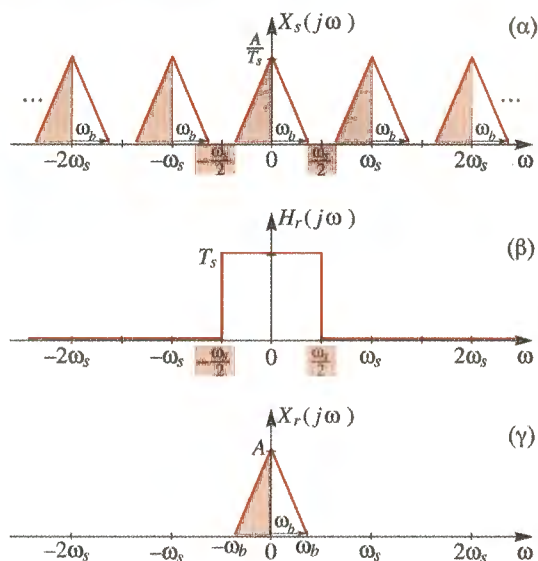 X_s(jω)
(α)
A/T_s
... ...
ω_b ω_b ω_b ω_b ω_b
−2ω_s −ω_s −ω_s/2 0 ω_s/2 ω_s 2ω_s ω
H_r(jω)
(β)
T_s
−2ω_s −ω_s −ω_s/2 0 ω_s/2 ω_s 2ω_s ω
X_r(jω)
(γ)
A
ω_b
−2ω_s −ω_s −ω_b 0 ω_b ω_s 2ω_s ω